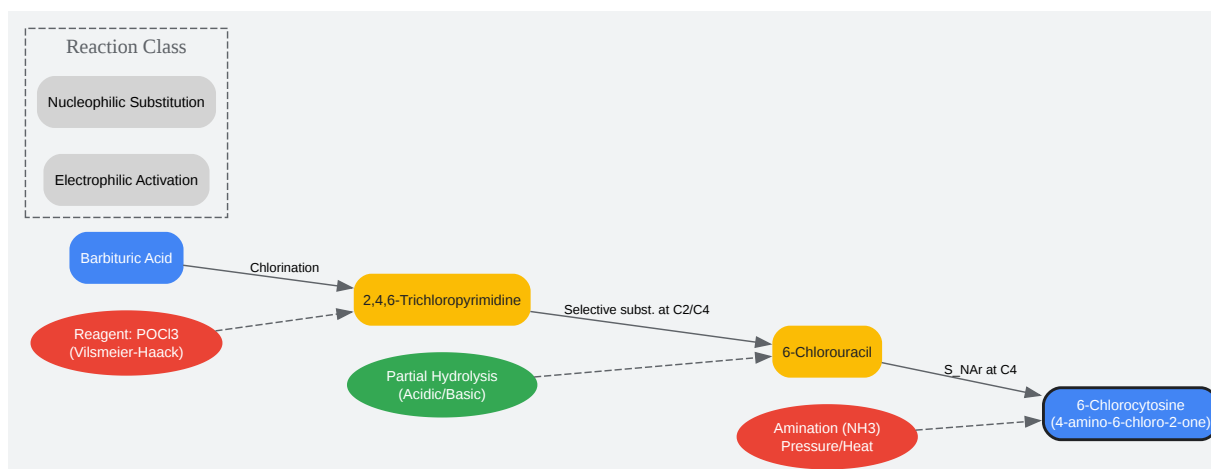 Reaction Class
Nucleophilic Substitution
Electrophilic Activation
Barbituric Acid
Chlorination
2,4,6-Trichloropyrimidine
Reagent: POCl3
(Vilsmeier-Haack)
Selective subst. at C2/C4
6-Chlorouracil
Partial Hydrolysis
(Acidic/Basic)
S_NAr at C4
6-Chlorocytosine
(4-amino-6-chloro-2-one)
Amination (NH3)
Pressure/Heat